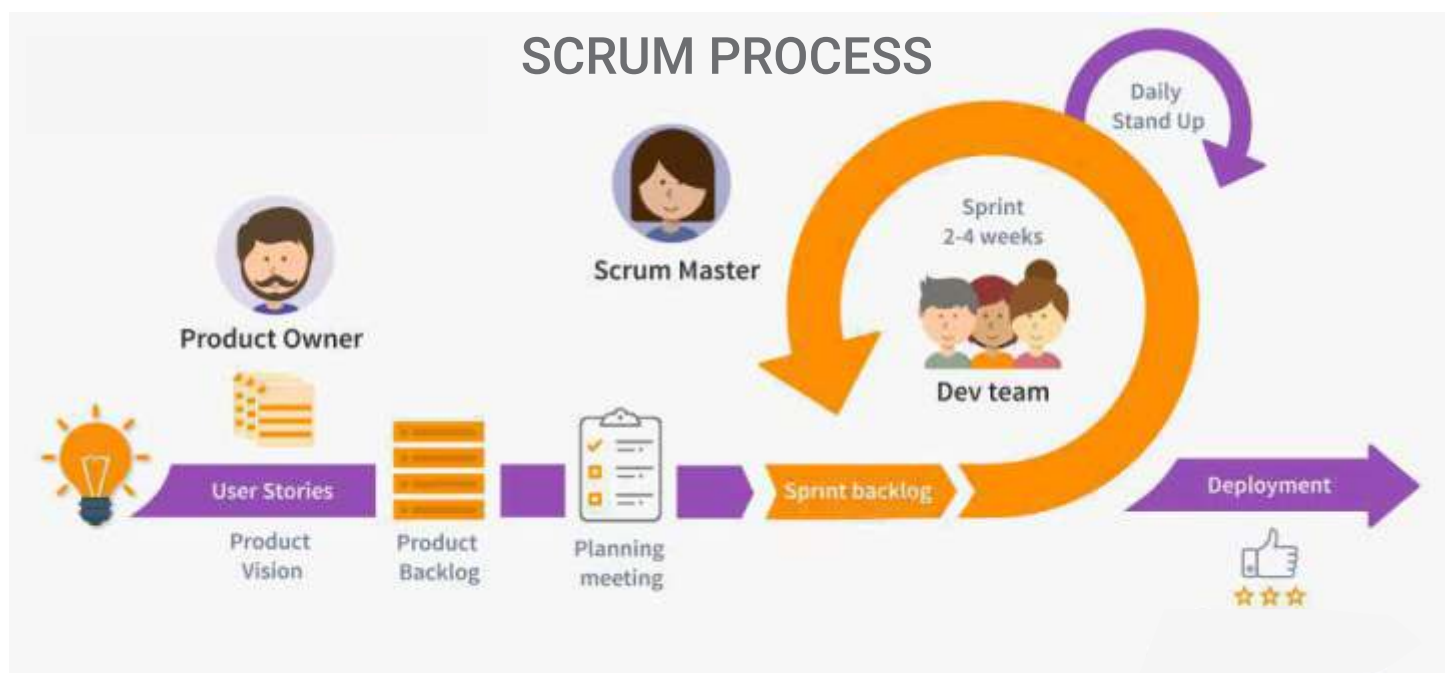 SCRUM PROCESS
Daily
Stand Up
Sprint
2-4 weeks
Scrum Master
Product Owner
Dev team
User Stories
Sprint backlog
Deployment
Product
Vision
Product
Backlog
Planning
meeting